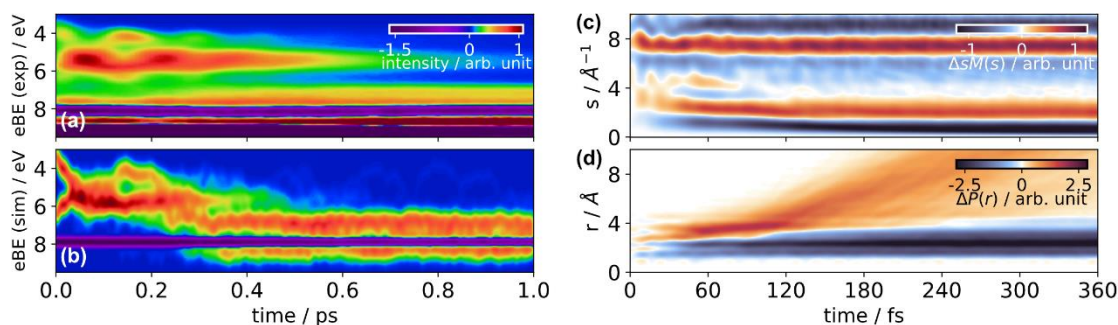 eBE (exp) / eV
4
6
8
(a)
-1.5 0 1
intensity / arb. unit
eBE (sim) / eV
4
6
8
(b)
0.0 0.2 0.4 0.6 0.8 1.0
time / ps
(c)
s / Å⁻¹
8
4
0
-1 0 1
ΔsM(s) / arb. unit
(d)
r / Å
8
4
0
-2.5 0 2.5
ΔP(r) / arb. unit
0 60 120 180 240 300 360
time / fs